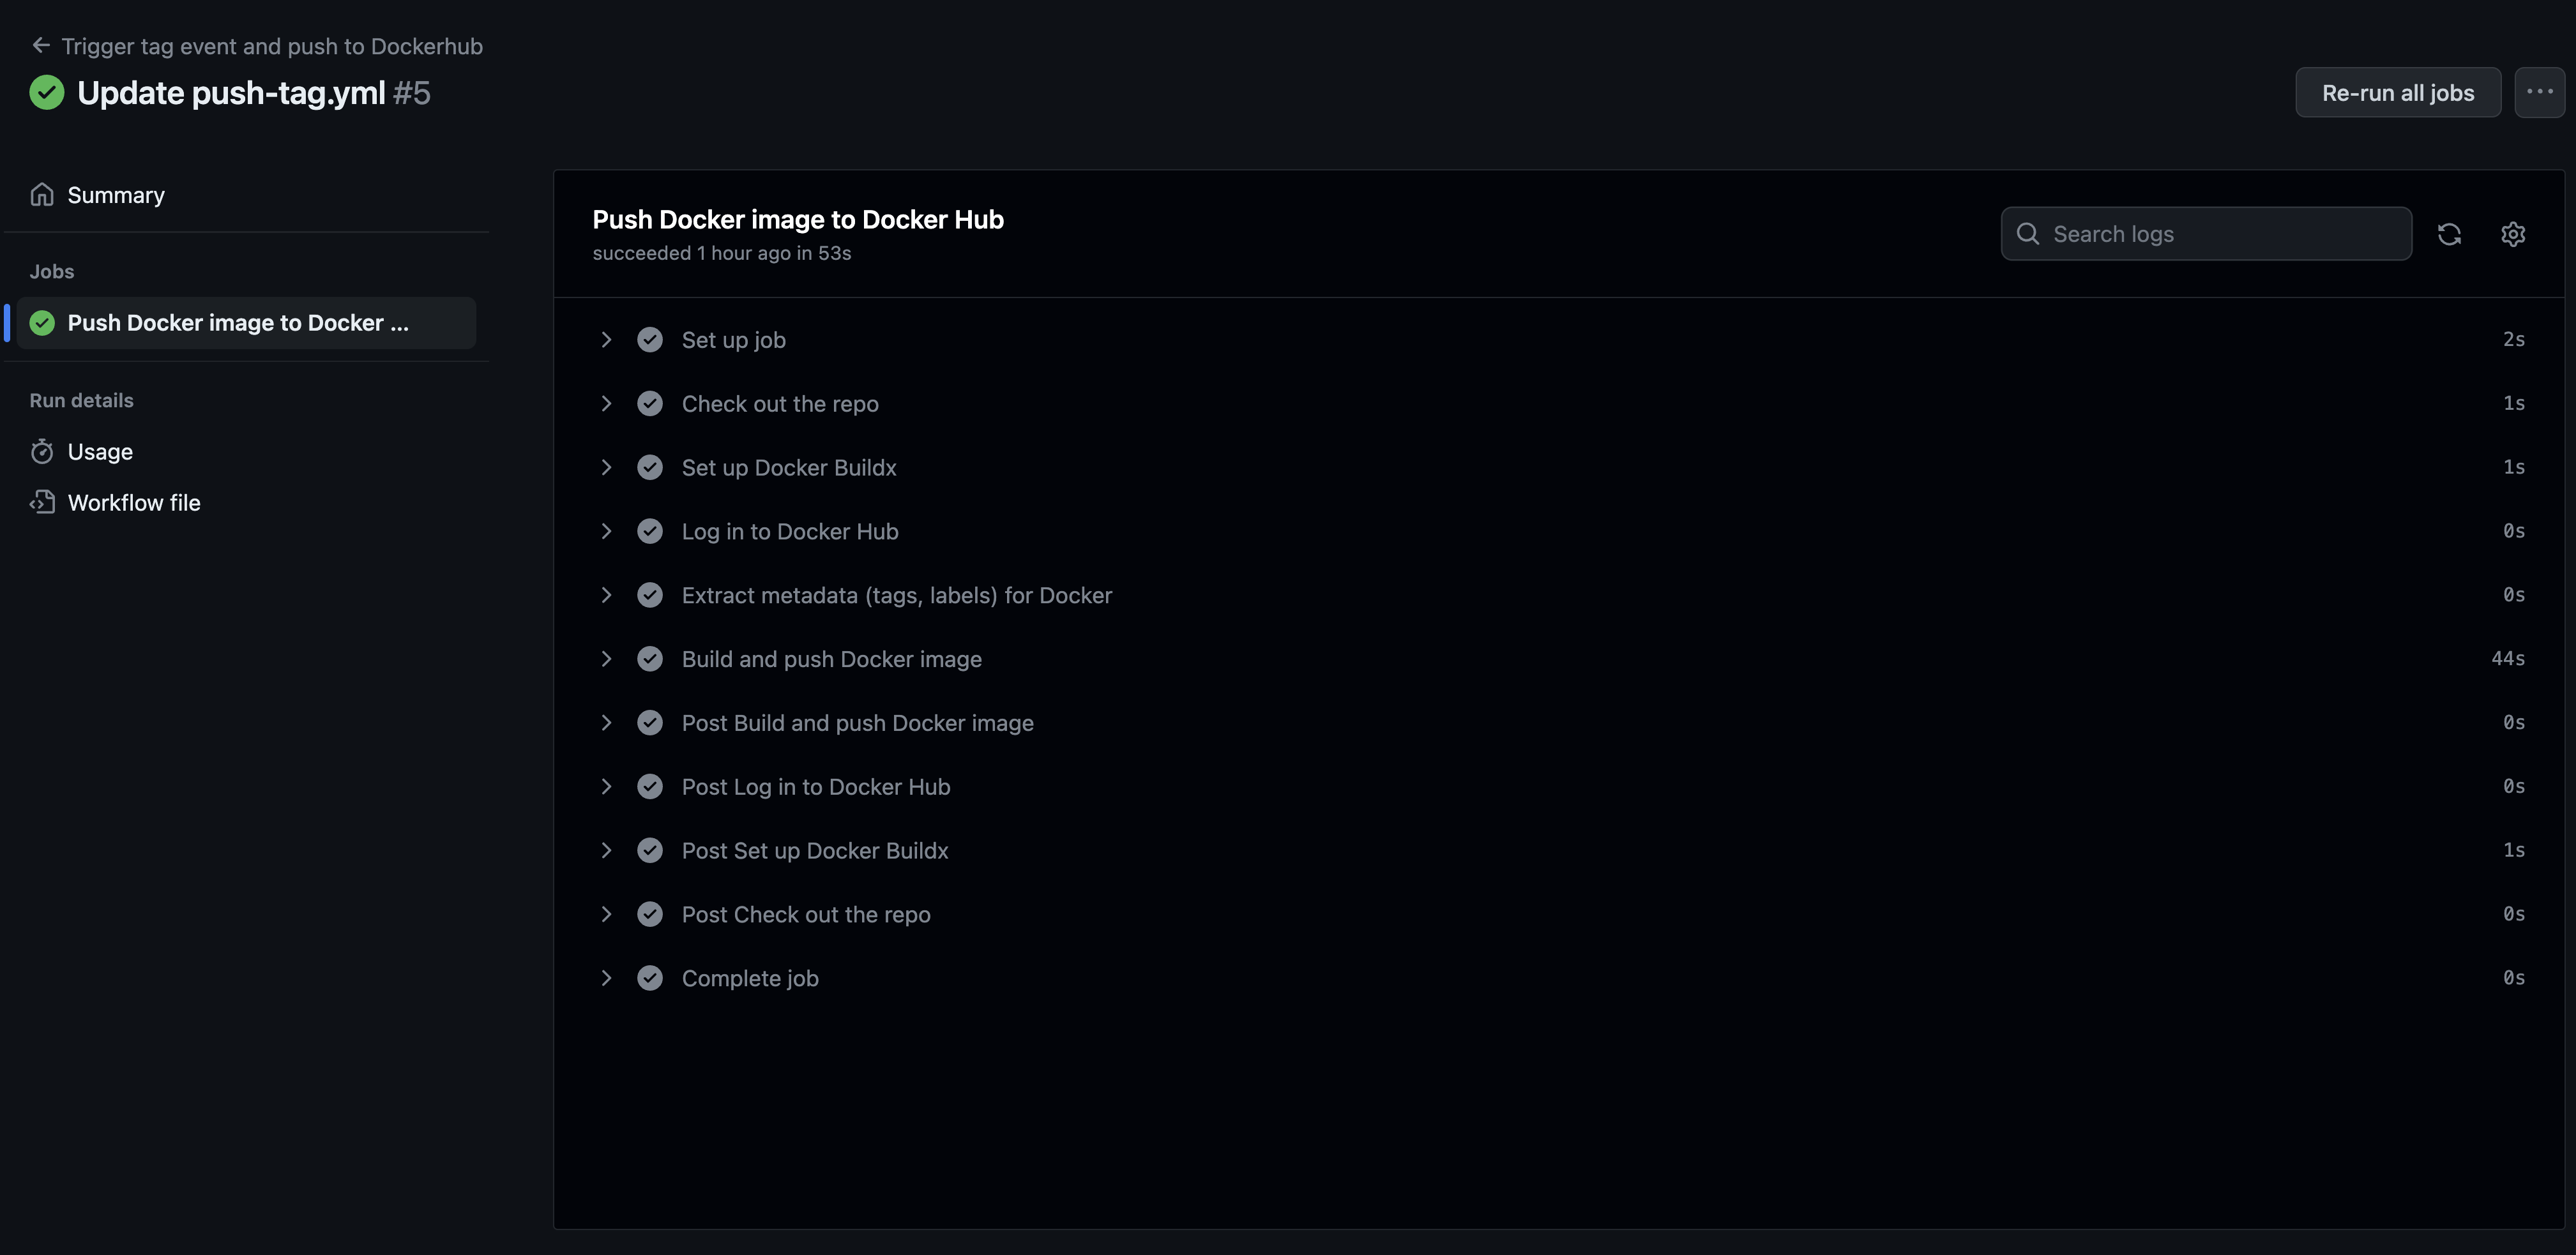 Trigger tag event and push to Dockerhub
Update push-tag.yml #5
Re-run all jobs
Summary
Jobs
Push Docker image to Docker ...
Run details
Usage
Workflow file
Push Docker image to Docker Hub
succeeded 1 hour ago in 53s
Search logs
Set up job 2s
Check out the repo 1s
Set up Docker Buildx 1s
Log in to Docker Hub 0s
Extract metadata (tags, labels) for Docker 0s
Build and push Docker image 44s
Post Build and push Docker image 0s
Post Log in to Docker Hub 0s
Post Set up Docker Buildx 1s
Post Check out the repo 0s
Complete job 0s